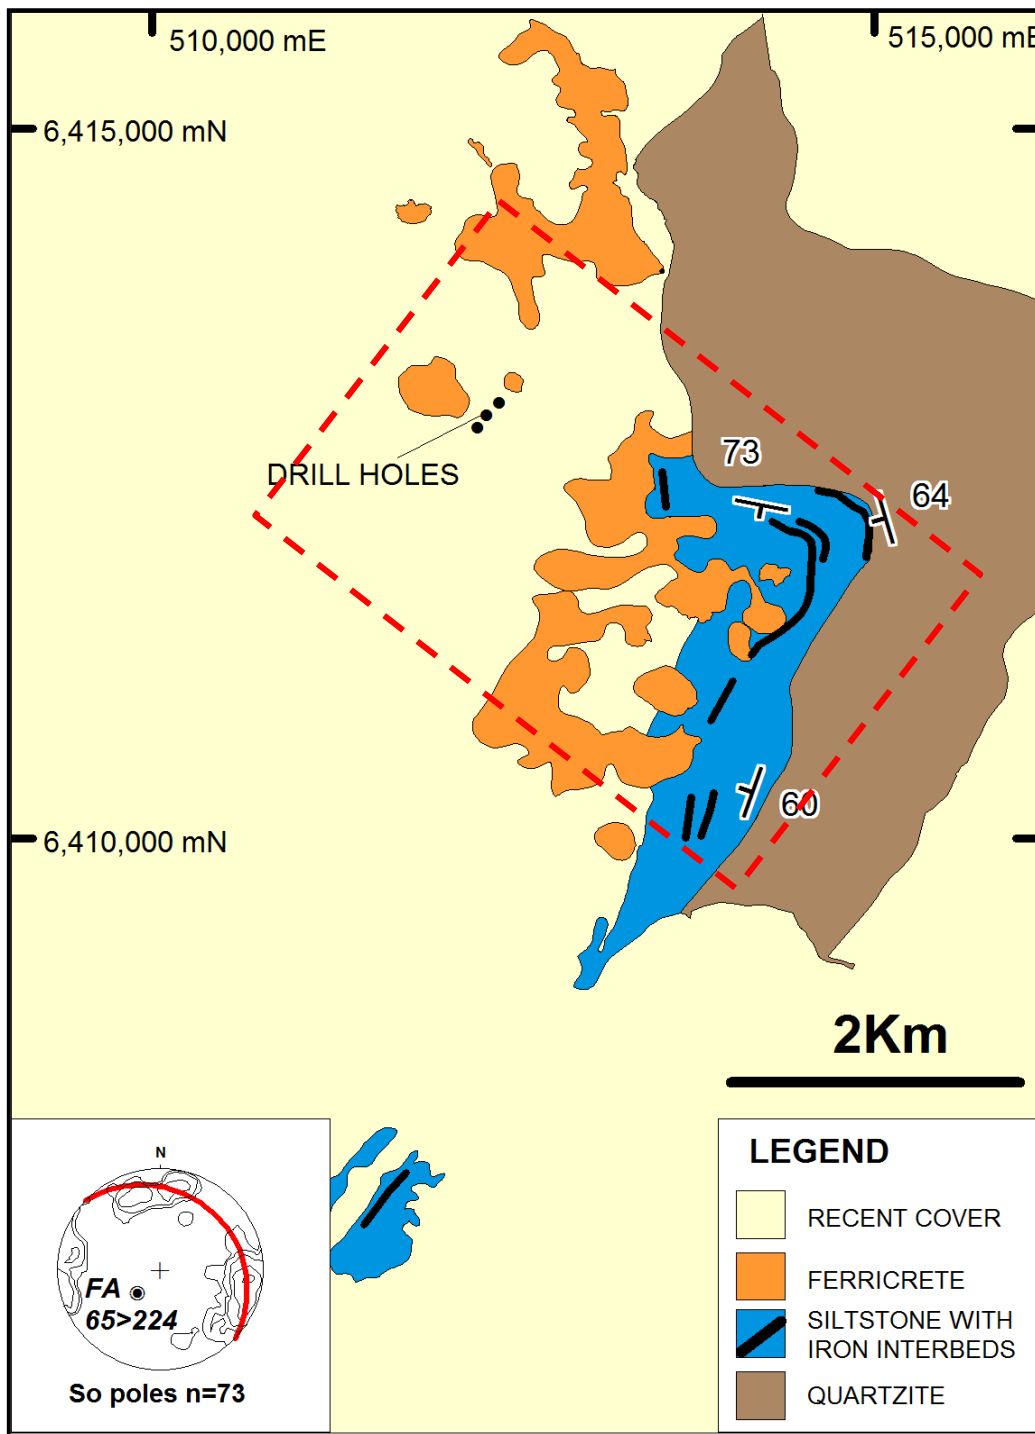 510,000 mE
515,000 mE
6,415,000 mN
DRILL HOLES
73
64
60
6,410,000 mN
2Km
N
FA
65>224
So poles n=73
LEGEND
RECENT COVER
FERRICRETE
SILTSTONE WITH
IRON INTERBEDS
QUARTZITE